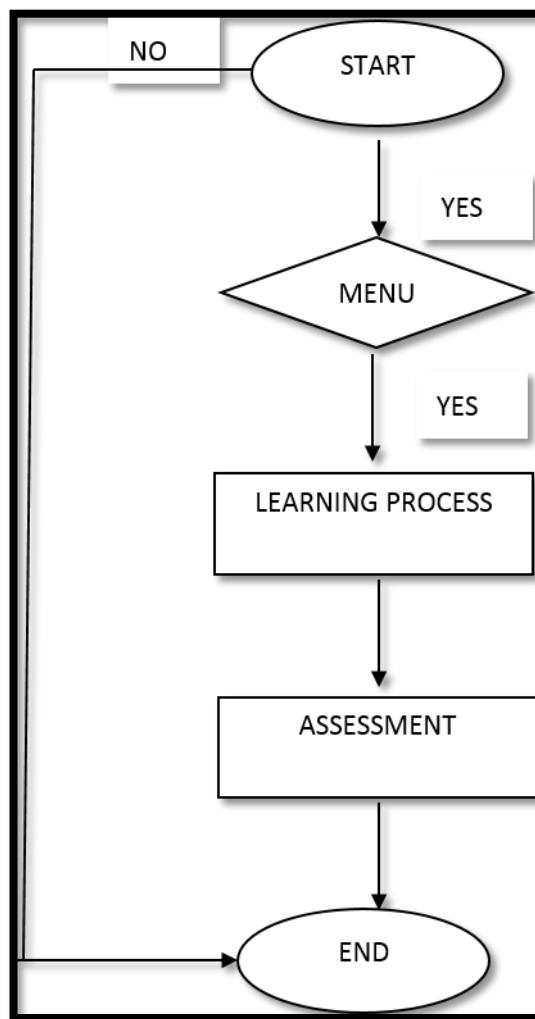 NO
START
YES
MENU
YES
LEARNING PROCESS
ASSESSMENT
END